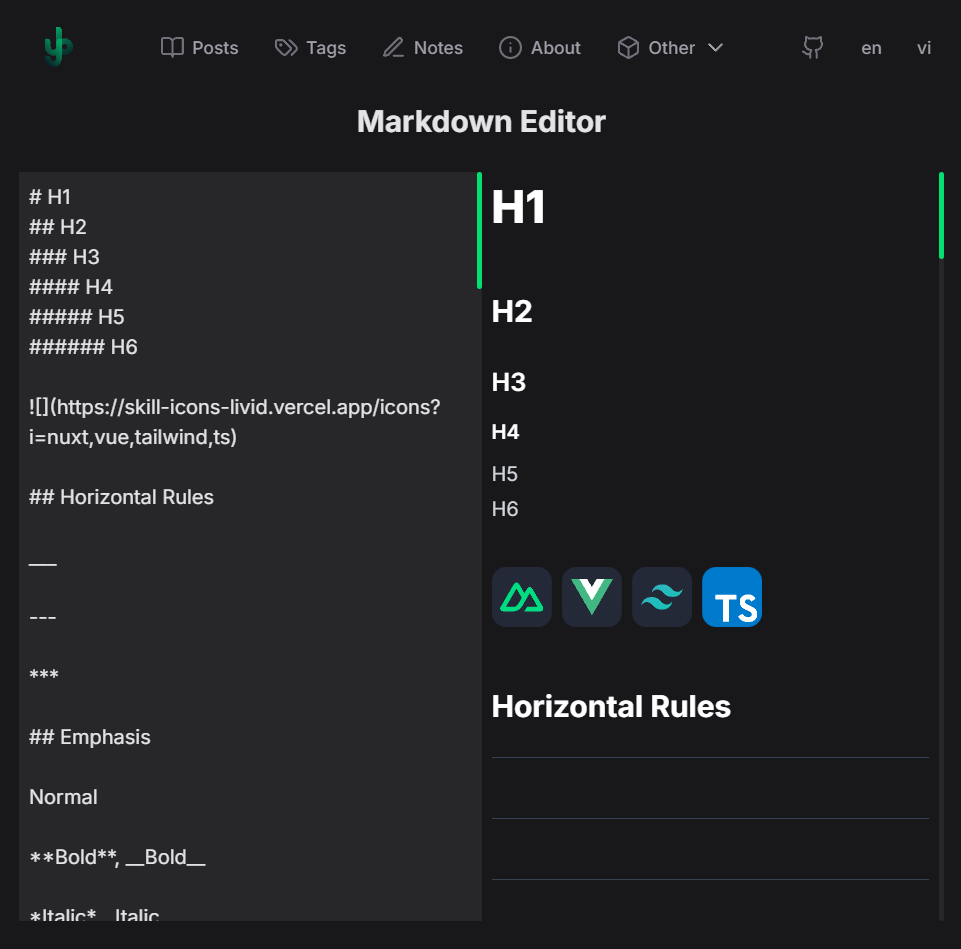 Posts Tags Notes About Other en vi
Markdown Editor
# H1
## H2
### H3
#### H4
##### H5
###### H6
![](https://skill-icons-livid.vercel.app/icons?
i=nuxt,vue,tailwind,ts)
## Horizontal Rules
___
---
***
## Emphasis
Normal
**Bold**, __Bold__
*Italic*, _Italic_
H1
H2
H3
H4
H5
H6
TS
Horizontal Rules